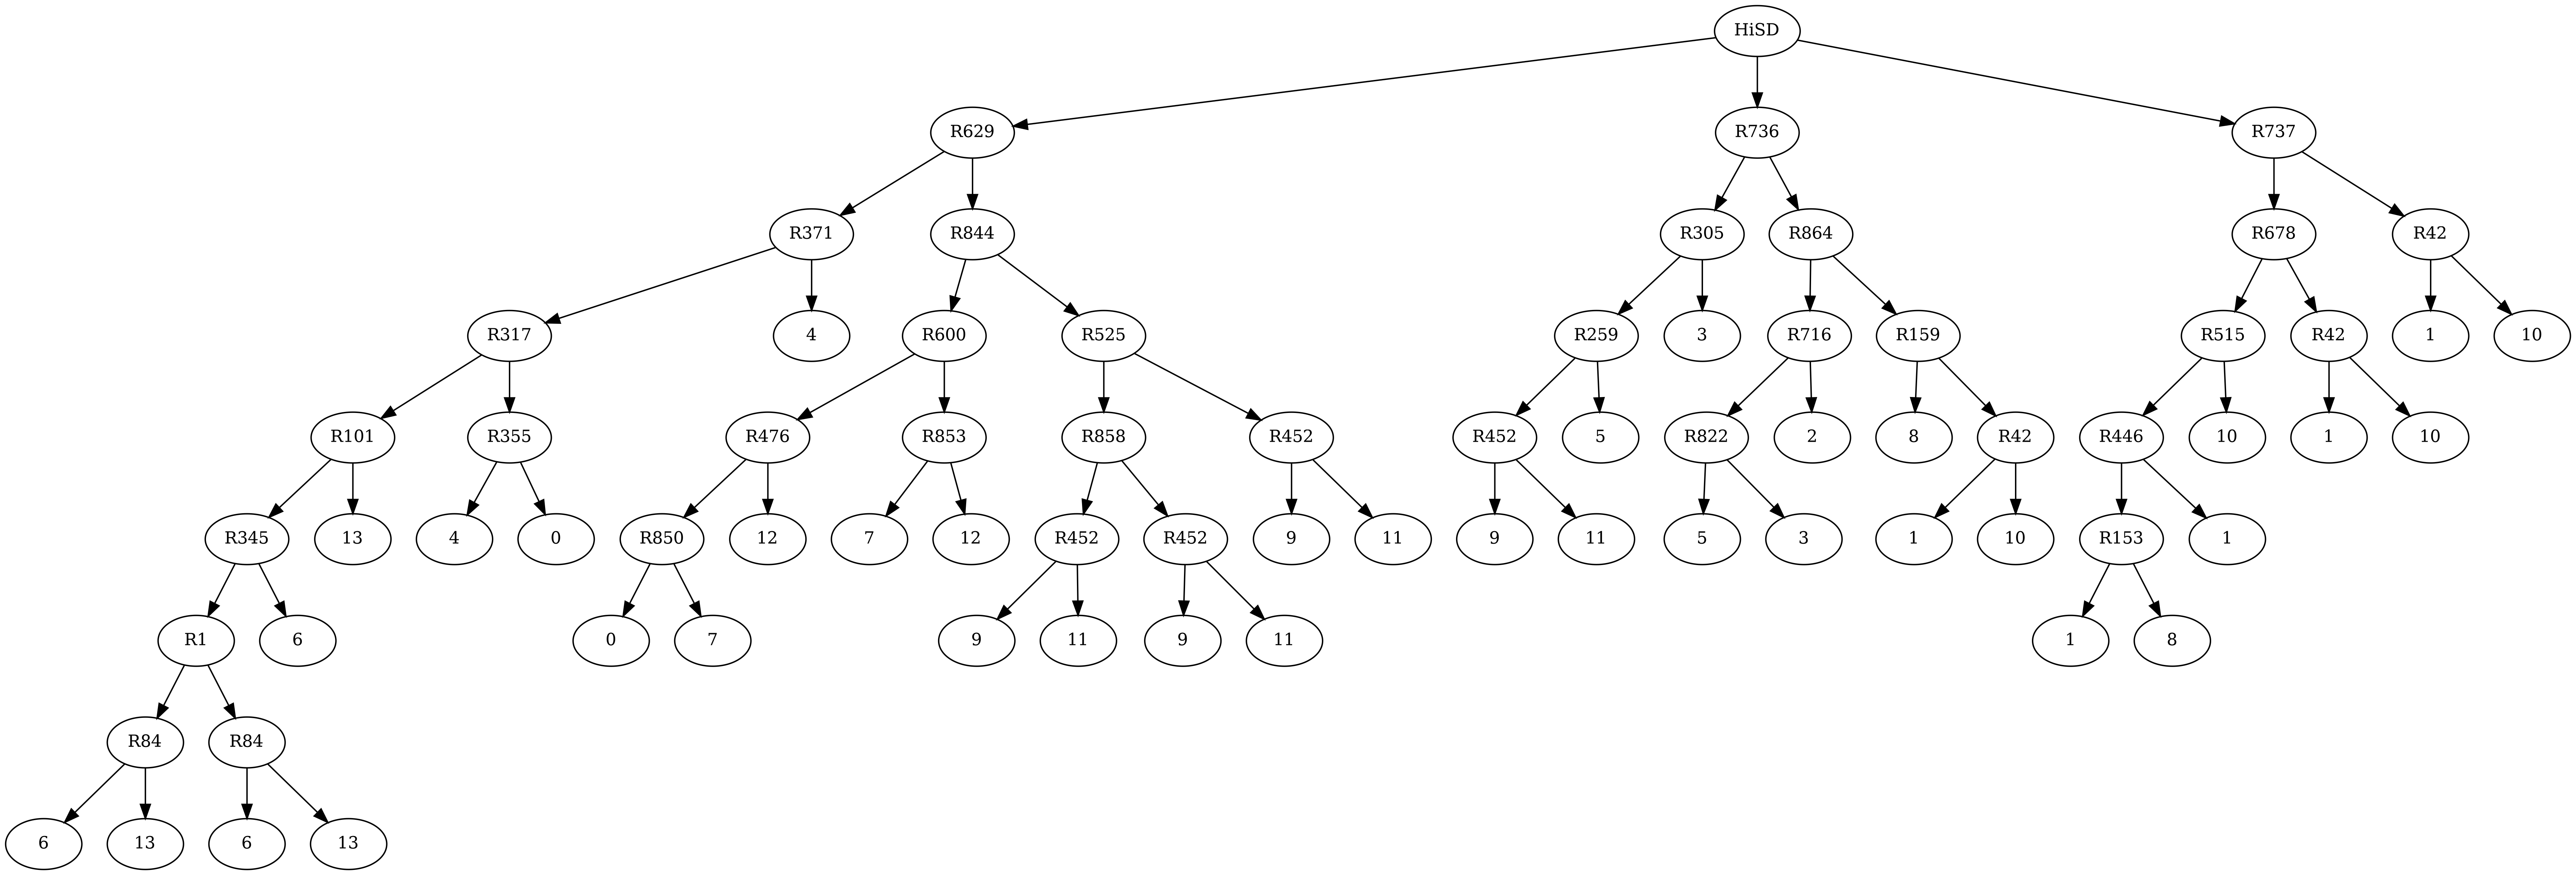 HiSD
R629 R736 R737
R371 R844 R305 R864 R678 R42
R317 4 R600 R525 R259 3 R716 R159 R515 R42 1 10
R101 R355 R476 R853 R858 R452 R452 5 R822 2 8 R42 R446 10 1 10
R345 13 4 0 R850 12 7 12 R452 R452 9 11 9 11 5 3 1 10 R153 1
R1 6 0 7 9 11 9 11 1 8
R84 R84
6 13 6 13